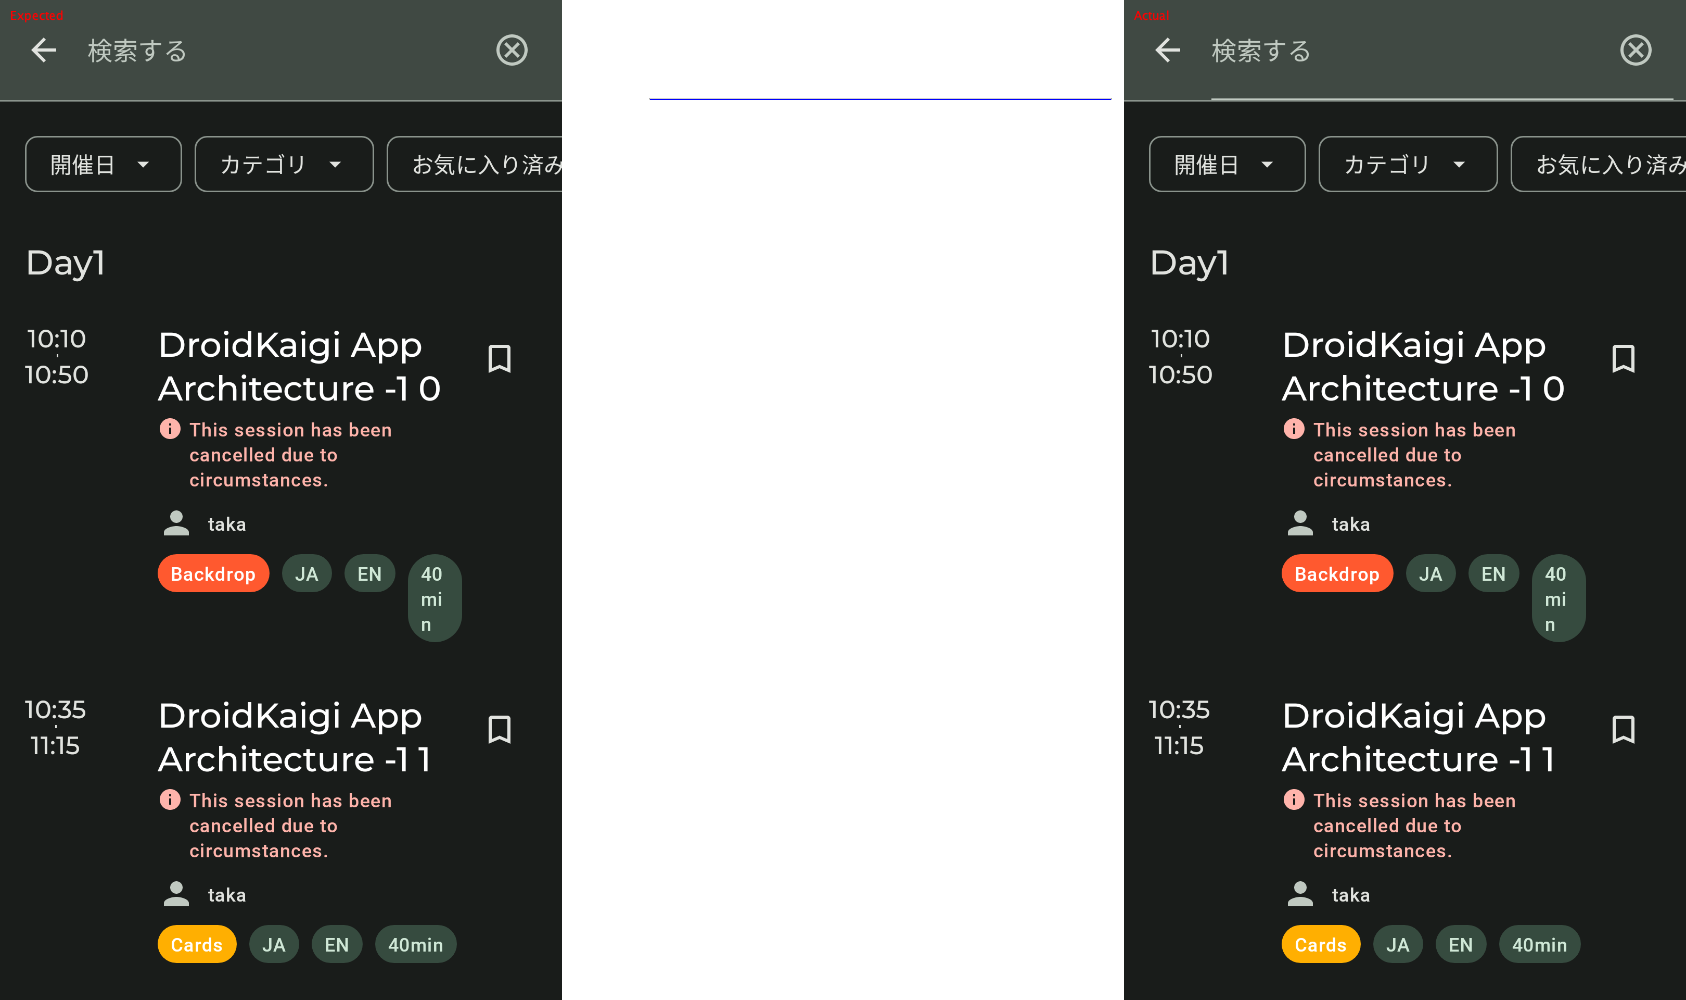 Expected
検索する
開催日
カテゴリ
お気に入り済み
Day1
10:10
10:50
DroidKaigi App
Architecture -1 0
This session has been
cancelled due to
circumstances.
taka
Backdrop
JA
EN
40
mi
n
10:35
11:15
DroidKaigi App
Architecture -1 1
This session has been
cancelled due to
circumstances.
taka
Cards
JA
EN
40min
Actual
検索する
開催日
カテゴリ
お気に入り済み
Day1
10:10
10:50
DroidKaigi App
Architecture -1 0
This session has been
cancelled due to
circumstances.
taka
Backdrop
JA
EN
40
mi
n
10:35
11:15
DroidKaigi App
Architecture -1 1
This session has been
cancelled due to
circumstances.
taka
Cards
JA
EN
40min